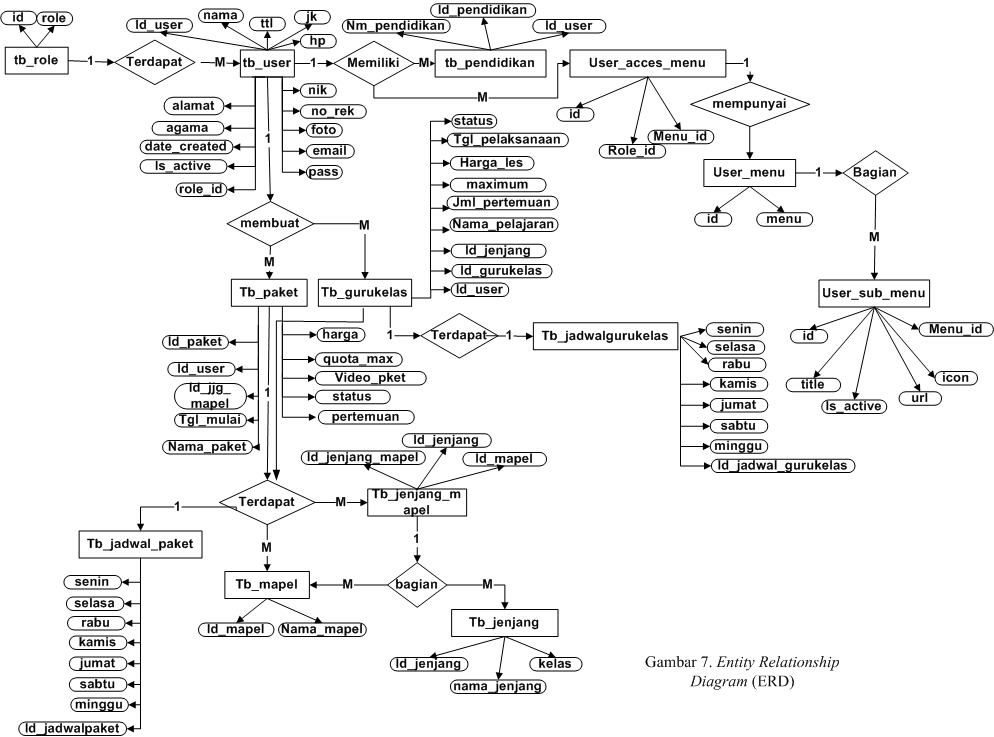 id
role
tb_role
1
Terdapat
M
Id_user
nama
ttl
jk
hp
tb_user
1
Memiliki
M
Nm_pendidikan
Id_pendidikan
Id_user
tb_pendidikan
M
User_acces_menu
1
id
Role_id
Menu_id
mempunyai
User_menu
id
menu
1
Bagian
M
User_sub_menu
id
title
Is_active
url
icon
Menu_id
alamat
agama
date_created
Is_active
role_id
1
nik
no_rek
foto
email
pass
membuat
M
M
Tb_paket
Tb_gurukelas
status
Tgl_pelaksanaan
Harga_les
maximum
Jml_pertemuan
Nama_pelajaran
Id_jenjang
Id_gurukelas
Id_user
1
Terdapat
1
Tb_jadwalgurukelas
senin
selasa
rabu
kamis
jumat
sabtu
minggu
Id_jadwal_gurukelas
Id_paket
Id_user
Id_jjg_
mapel
Tgl_mulai
Nama_paket
1
harga
quota_max
Video_pket
status
pertemuan
Terdapat
1
M
M
Id_jenjang_mapel
Id_jenjang
Id_mapel
Tb_jenjang_m
apel
1
bagian
M
M
Tb_jadwal_paket
senin
selasa
rabu
kamis
jumat
sabtu
minggu
Id_jadwalpaket
Tb_mapel
Id_mapel
Nama_mapel
Tb_jenjang
Id_jenjang
nama_jenjang
kelas
Gambar 7. Entity Relationship
Diagram (ERD)